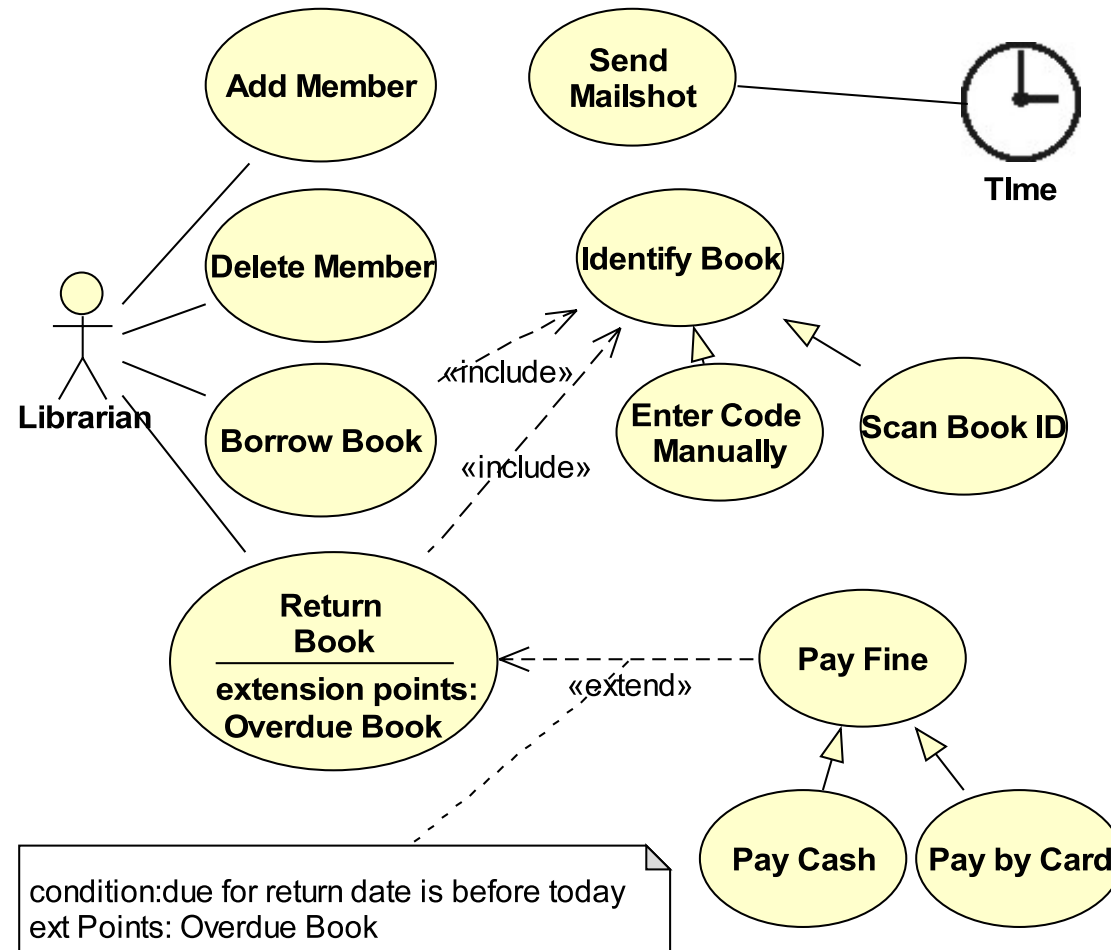 Add Member
Send
Mailshot
TIme
Delete Member
Identify Book
«include»
Librarian
Borrow Book
Enter Code
Manually
Scan Book ID
«include»
Return
Book
extension points:
Overdue Book
«extend»
Pay Fine
Pay Cash
Pay by Card
condition:due for return date is before today
ext Points: Overdue Book